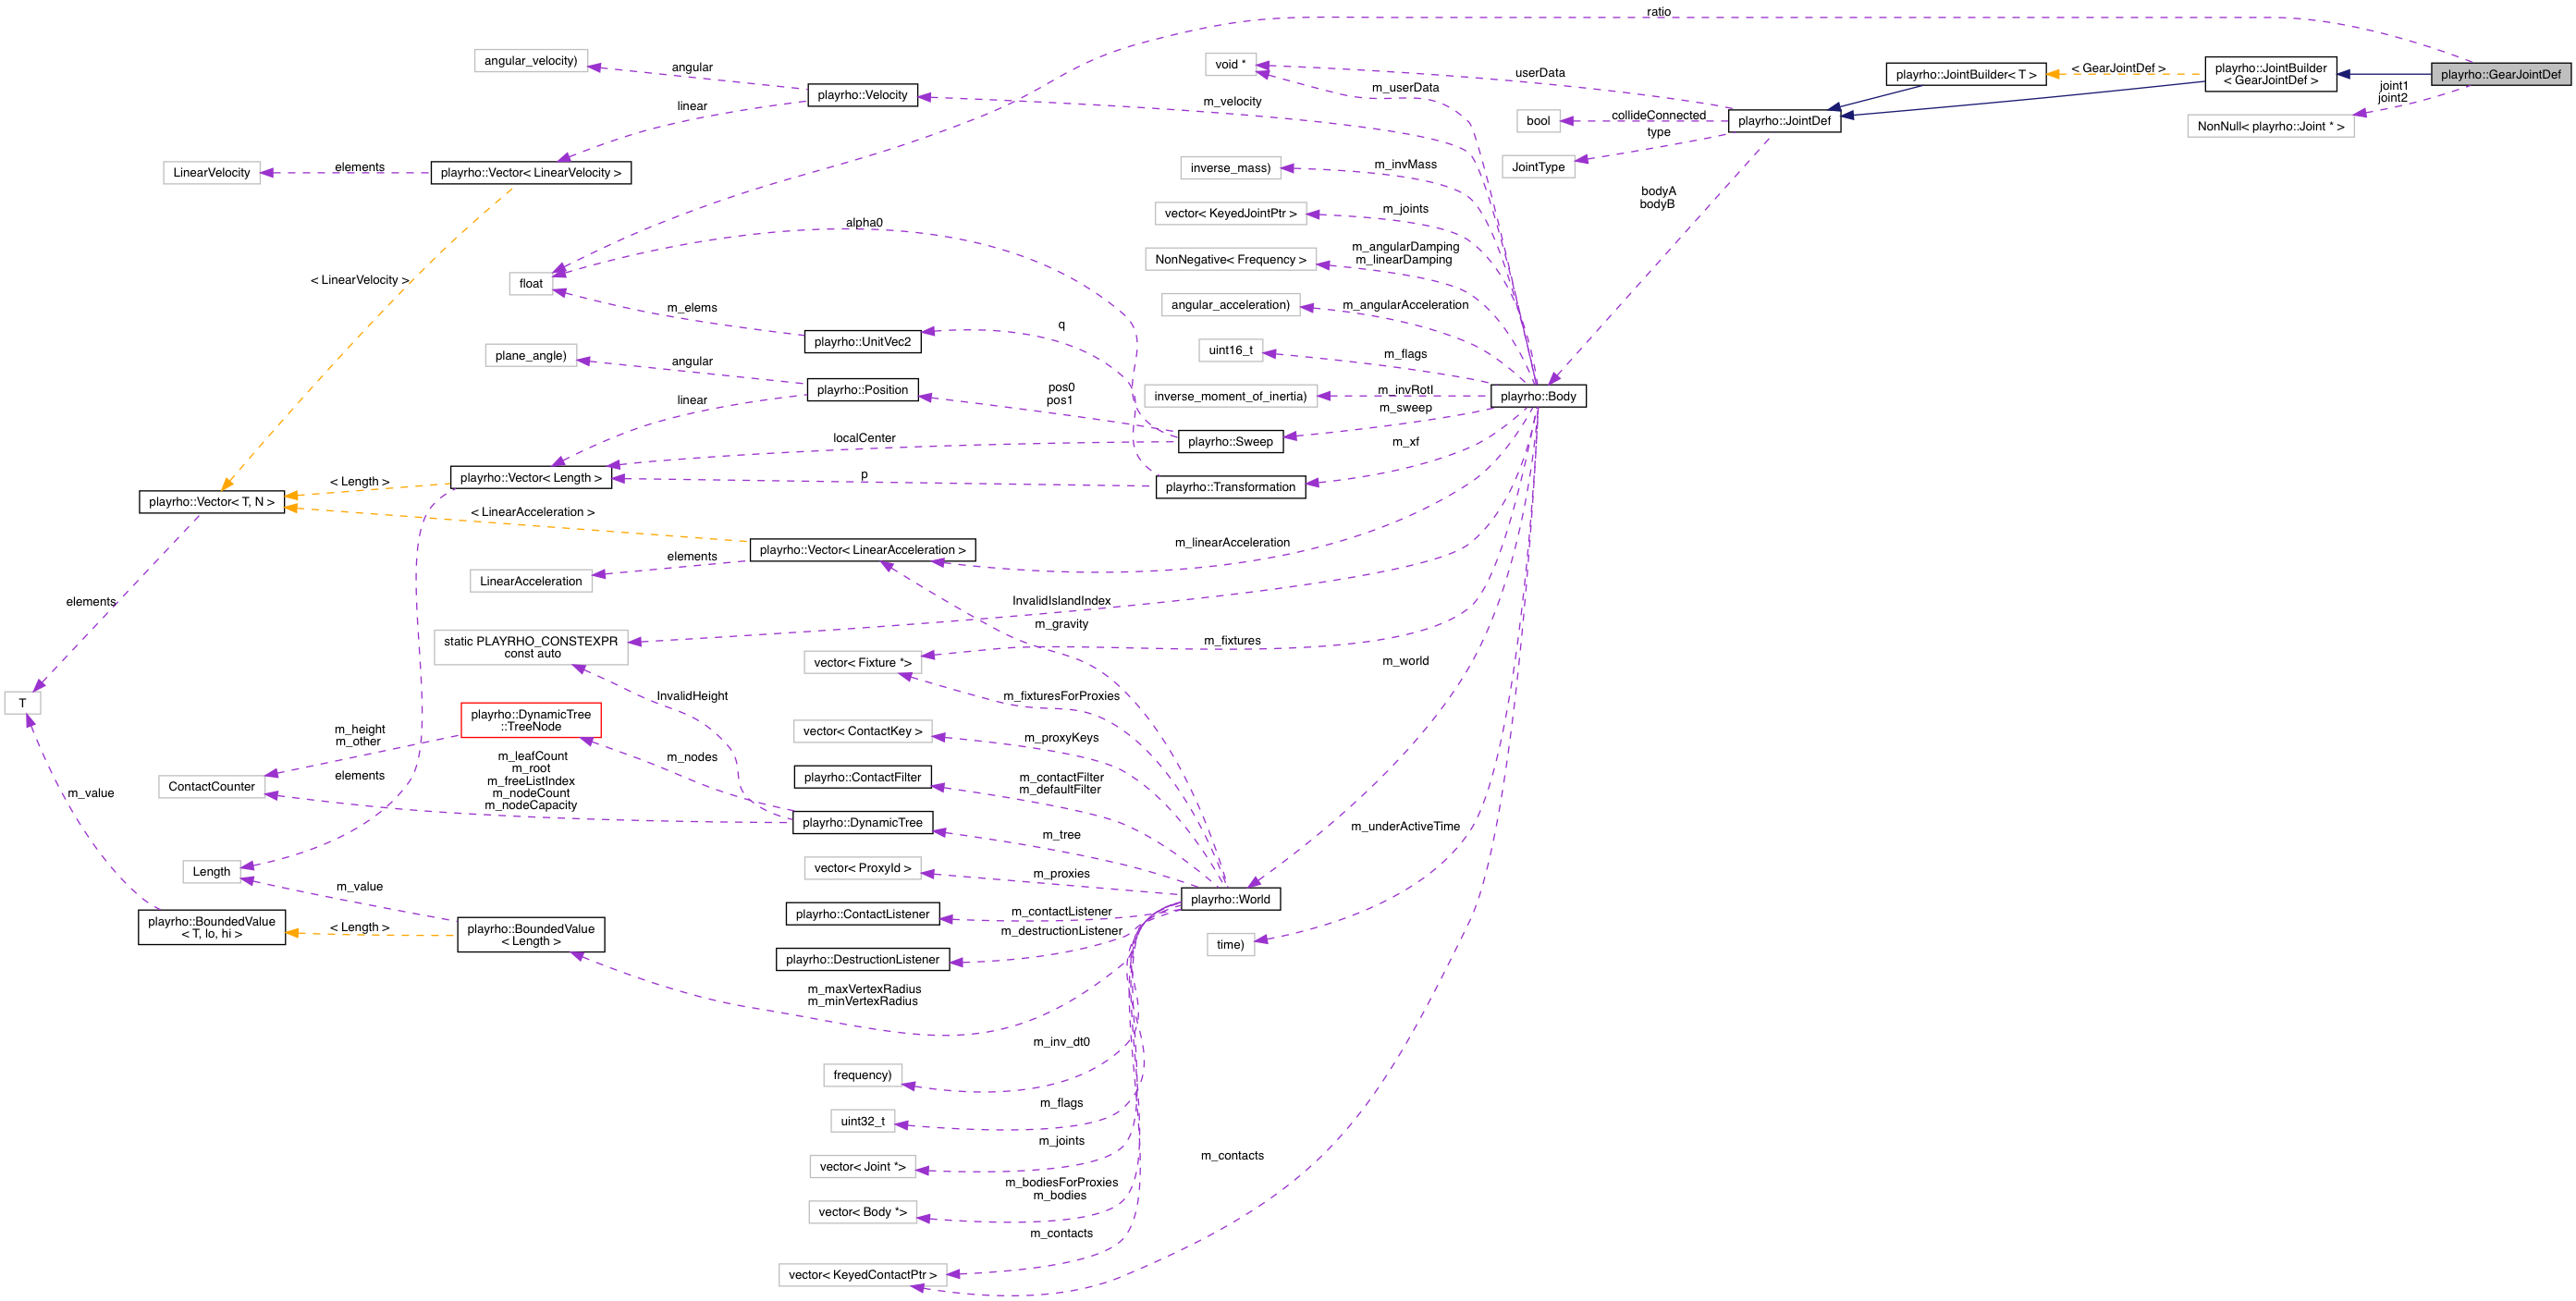 ratio
angular_velocity)
angular
void *
userData
playrho::JointBuilder< T >
< GearJointDef >
playrho::JointBuilder
< GearJointDef >
playrho::GearJointDef
joint1
joint2
NonNull< playrho::Joint * >
playrho::Velocity
linear
m_velocity
m_userData
bool
collideConnected
type
playrho::JointDef
JointType
LinearVelocity
elements
playrho::Vector< LinearVelocity >
inverse_mass)
m_invMass
bodyA
bodyB
vector< KeyedJointPtr >
m_joints
alpha0
NonNegative< Frequency >
m_angularDamping
m_linearDamping
< LinearVelocity >
float
angular_acceleration)
m_angularAcceleration
m_elems
q
playrho::UnitVec2
uint16_t
m_flags
plane_angle)
angular
playrho::Position
pos0
pos1
inverse_moment_of_inertia)
m_invRotI
playrho::Body
linear
m_sweep
localCenter
playrho::Sweep
m_xf
playrho::Vector< Length >
< Length >
p
playrho::Transformation
playrho::Vector< T, N >
< LinearAcceleration >
playrho::Vector< LinearAcceleration >
m_linearAcceleration
elements
LinearAcceleration
elements
InvalidIslandIndex
m_gravity
static PLAYRHO_CONSTEXPR
const auto
m_fixtures
vector< Fixture *>
m_world
T
InvalidHeight
m_fixturesForProxies
playrho::DynamicTree
::TreeNode
m_height
m_other
vector< ContactKey >
m_proxyKeys
m_nodes
m_leafCount
m_root
m_freeListIndex
m_nodeCount
m_nodeCapacity
elements
ContactCounter
playrho::ContactFilter
m_contactFilter
m_defaultFilter
m_value
playrho::DynamicTree
m_tree
m_underActiveTime
Length
vector< ProxyId >
m_proxies
m_value
playrho::World
playrho::BoundedValue
< T, lo, hi >
< Length >
playrho::BoundedValue
< Length >
playrho::ContactListener
m_contactListener
m_destructionListener
time)
playrho::DestructionListener
m_maxVertexRadius
m_minVertexRadius
m_inv_dt0
frequency)
m_flags
uint32_t
m_joints
vector< Joint *>
m_contacts
m_bodiesForProxies
m_bodies
vector< Body *>
m_contacts
vector< KeyedContactPtr >